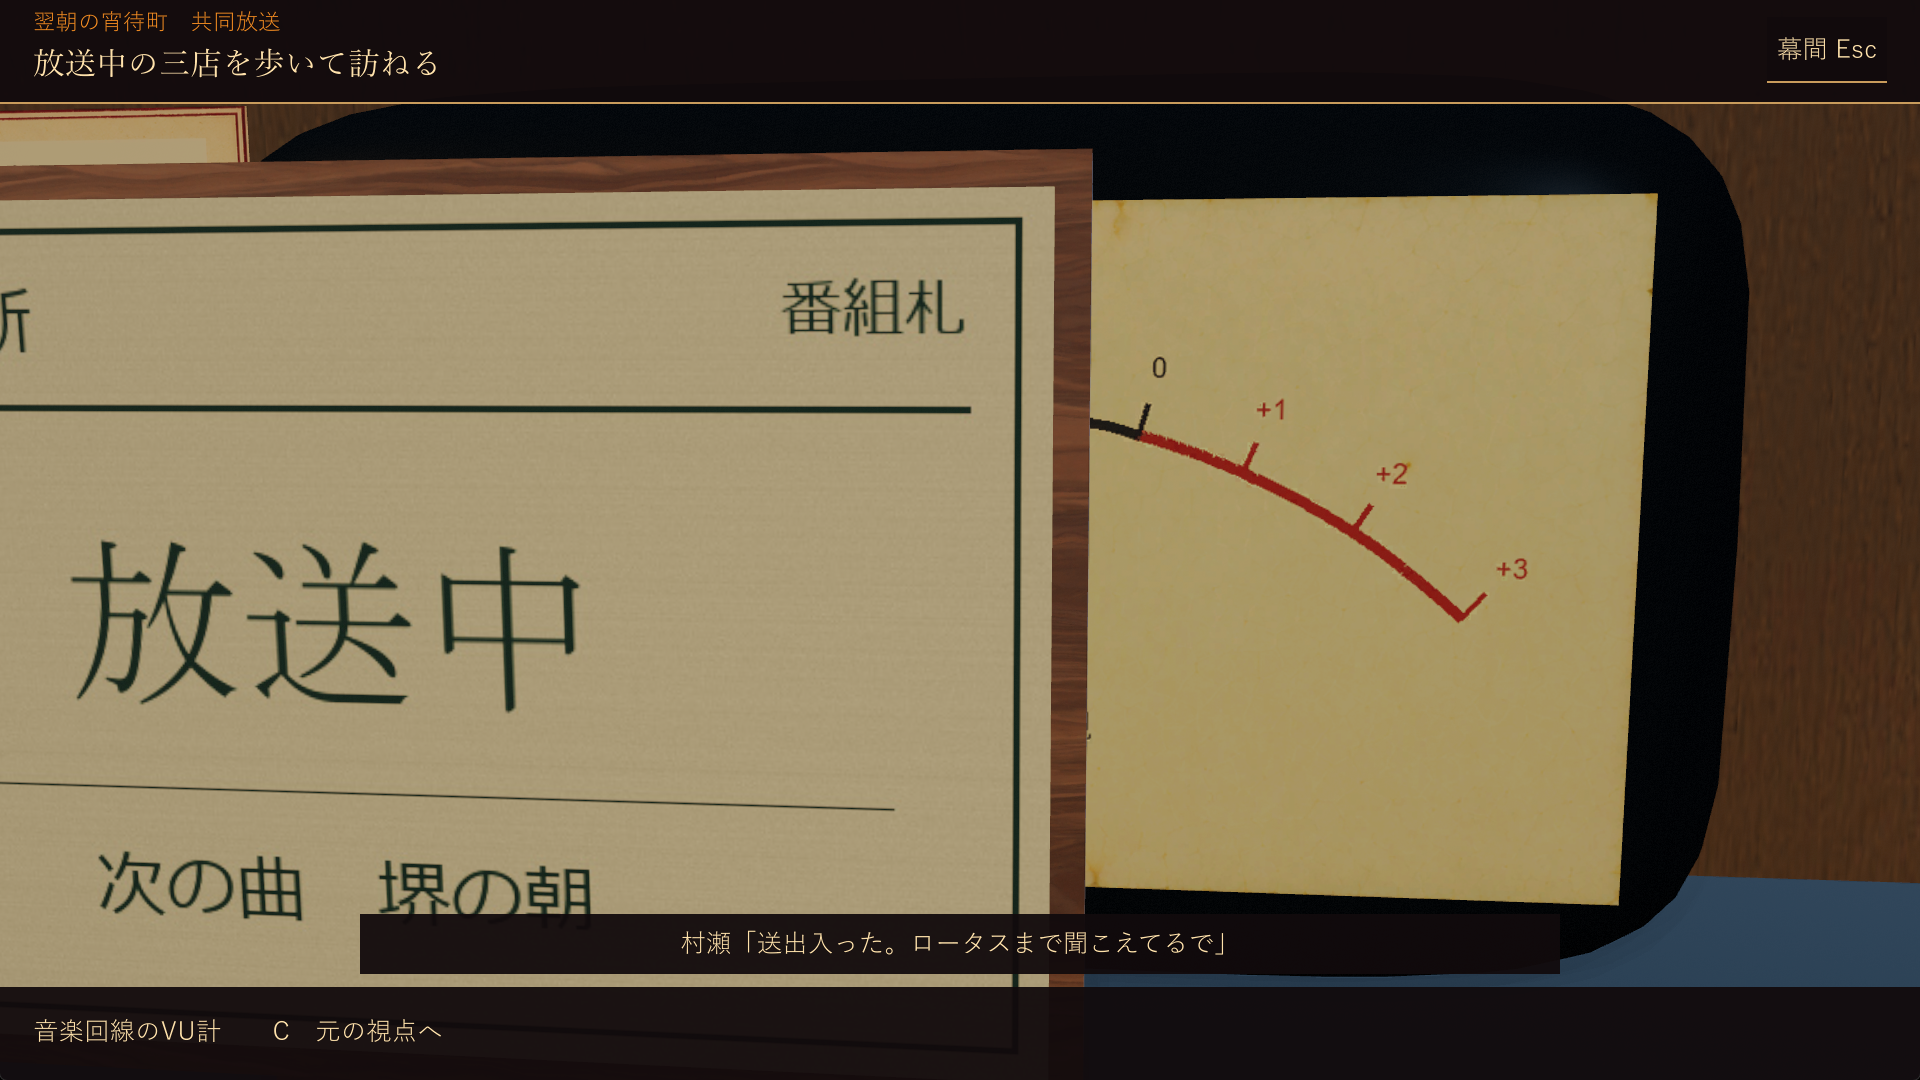 翌朝の宵待町　共同放送
放送中の三店を歩いて訪ねる
幕間 Esc
番組札
放送中
次の曲　堺の朝
0
+1
+2
+3
村瀬「送出入った。ロータスまで聞こえてるで」
音楽回線のVU計　　C　元の視点へ